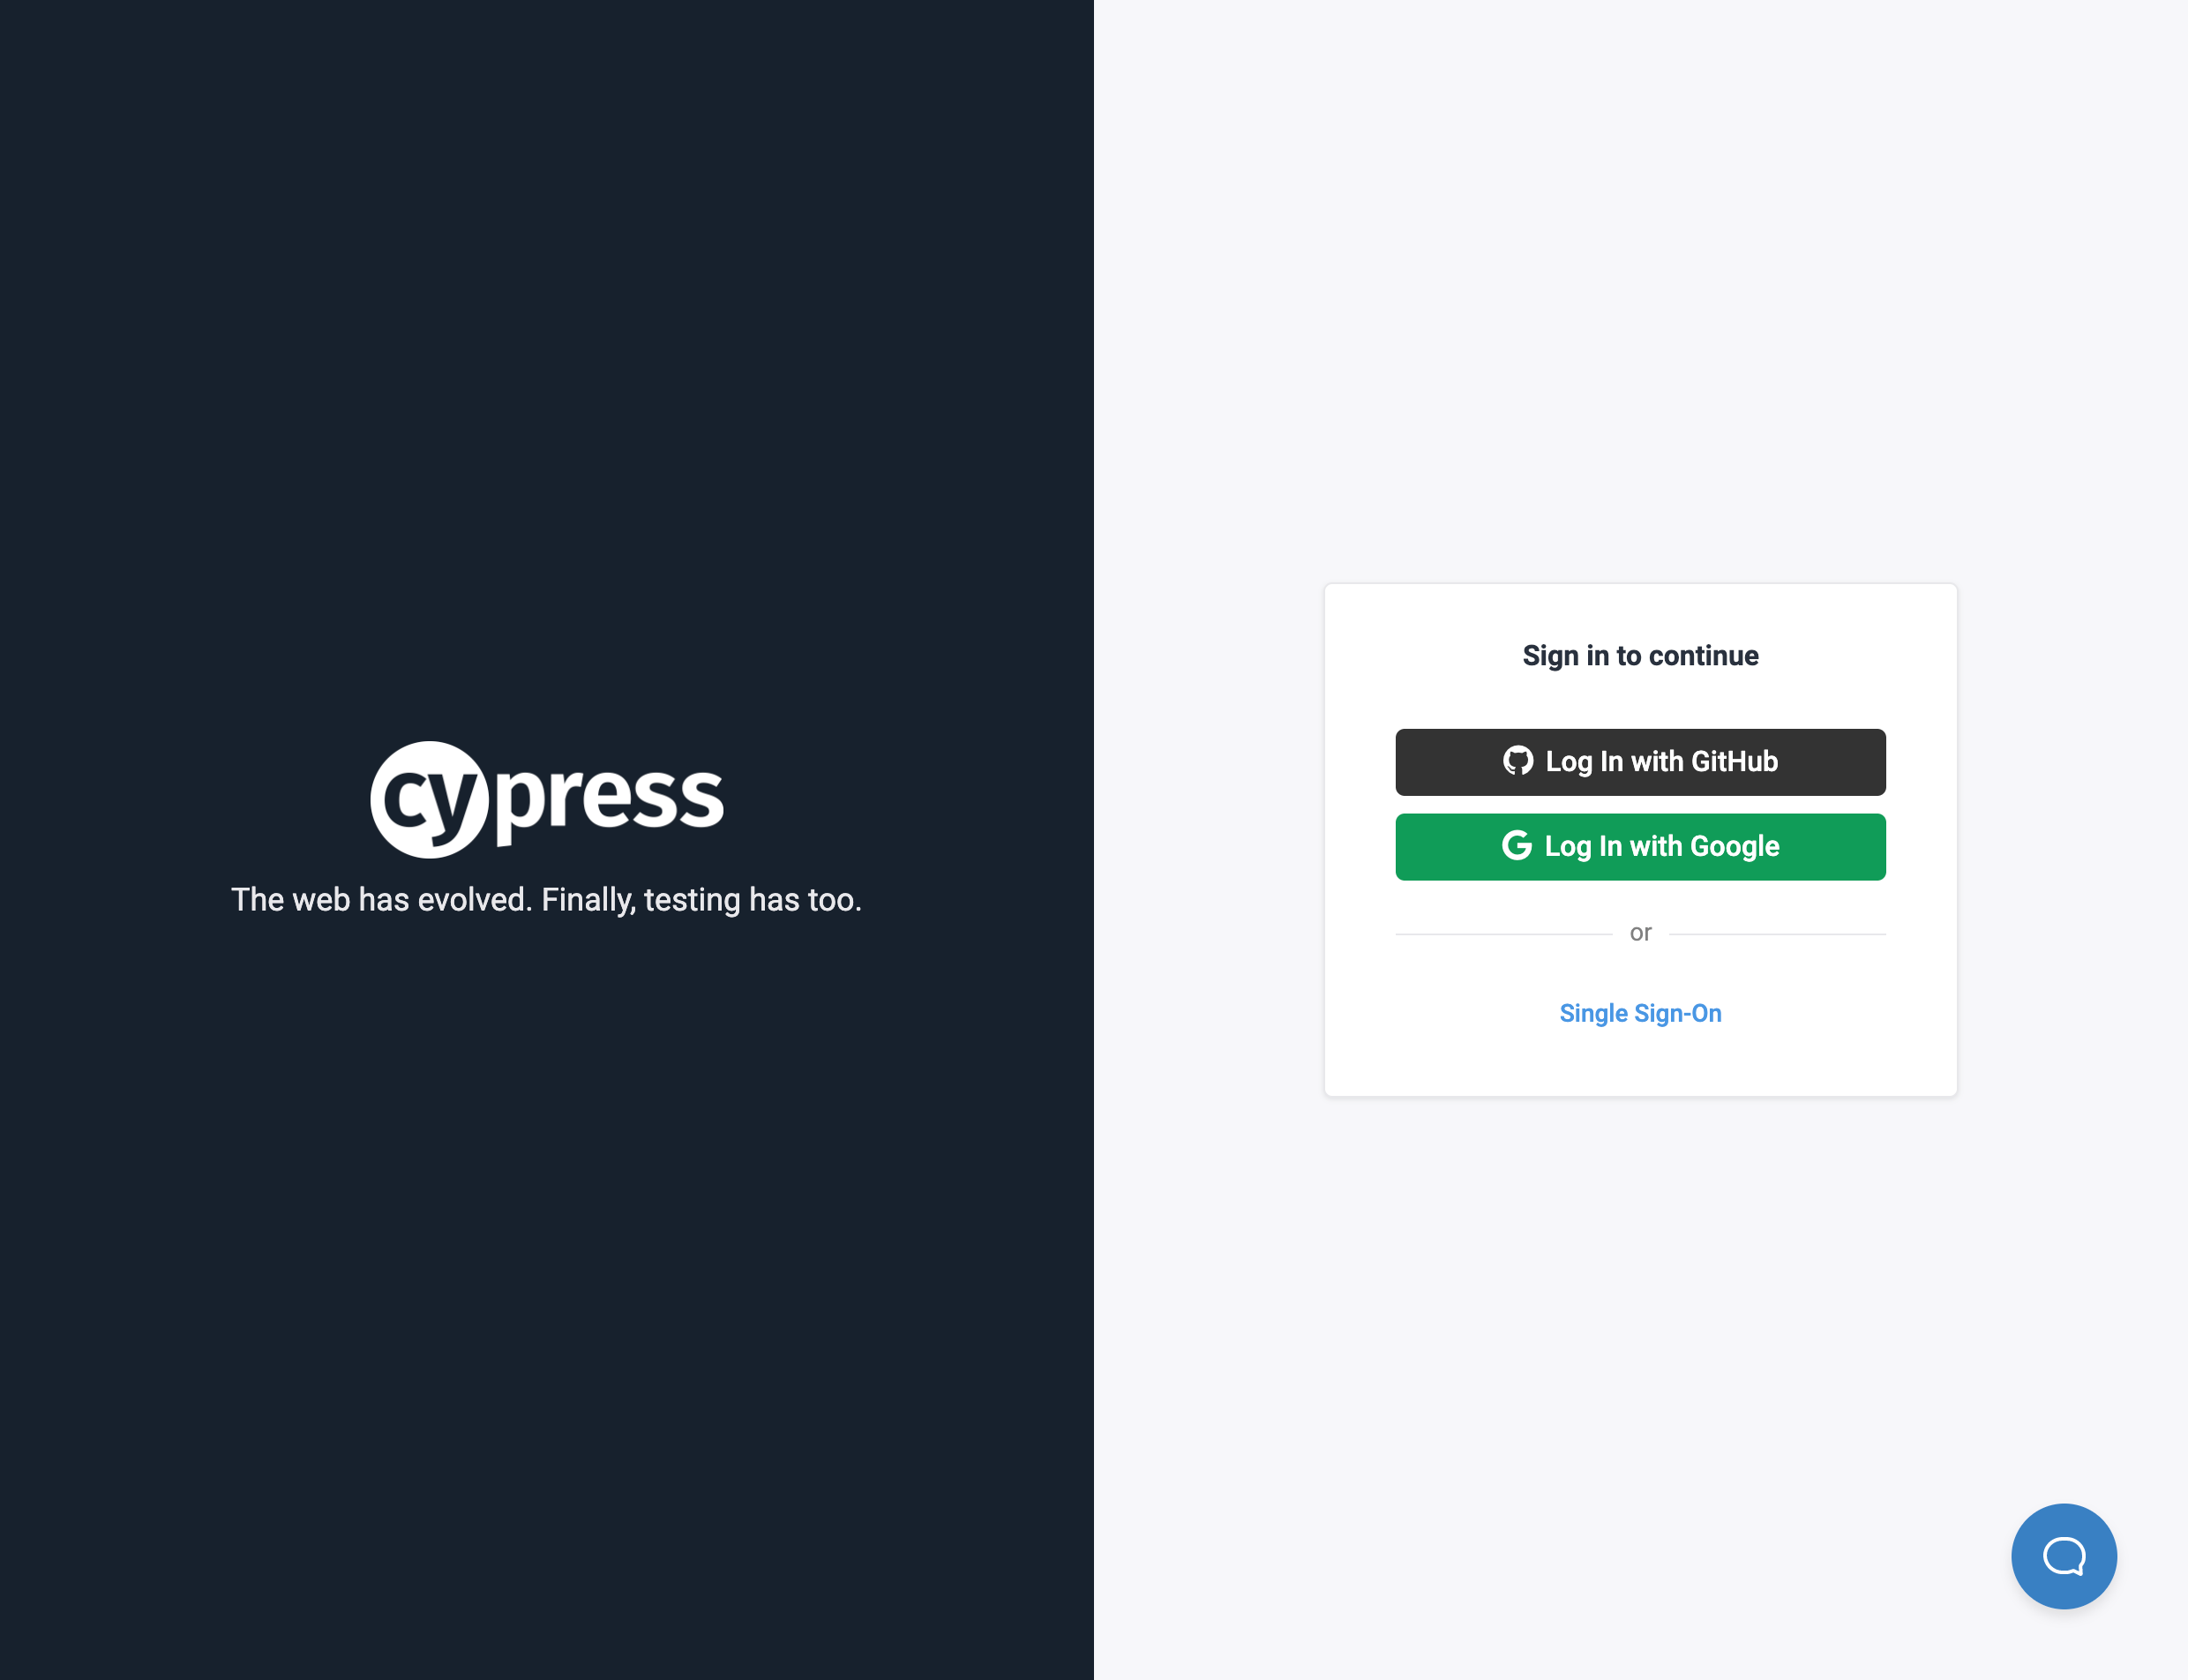 cypress
The web has evolved. Finally, testing has too.
Sign in to continue
Log In with GitHub
Log In with Google
or
Single Sign-On